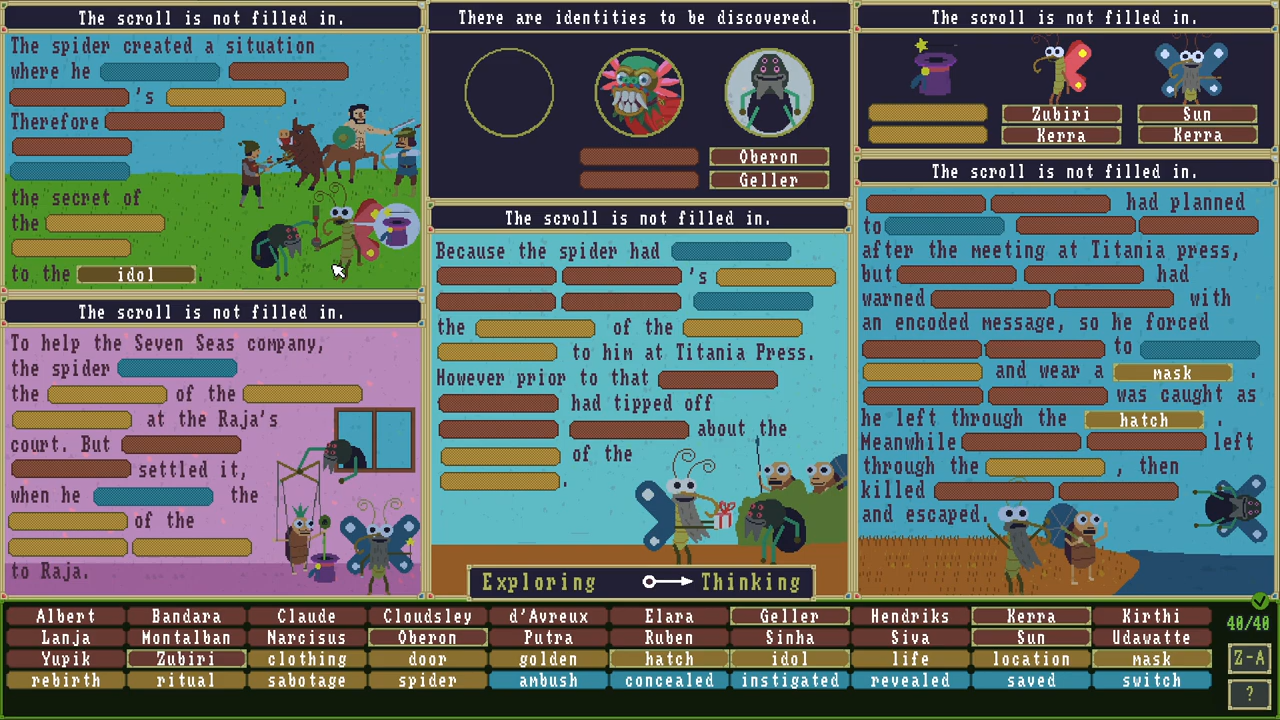 The scroll is not filled in.
The spider created a situation
where he
's .
Therefore
the secret of
the
to the idol .
The scroll is not filled in.
To help the Seven Seas company,
the spider
the of the
at the Raja's
court. But
settled it,
when he the
of the
to Raja.
There are identities to be discovered.
Oberon
Geller
The scroll is not filled in.
Because the spider had
's
the of the
to him at Titania Press.
However prior to that
had tipped off
about the
of the
.
Exploring Thinking
The scroll is not filled in.
Zubiri Sun
Kerra Kerra
The scroll is not filled in.
had planned
to
after the meeting at Titania press,
but had
warned with
an encoded message, so he forced
to
and wear a mask .
was caught as
he left through the hatch .
Meanwhile left
through the , then
killed
and escaped.
Albert Bandara Claude Cloudsley d'Avreux Elara Geller Hendriks Kerra Kirthi
Lanja Montalban Narcisus Oberon Putra Ruben Sinha Siva Sun Udawatte
Yupik Zubiri clothing door golden hatch idol life location mask
rebirth ritual sabotage spider ambush concealed instigated revealed saved switch
40/40
Z-A
?